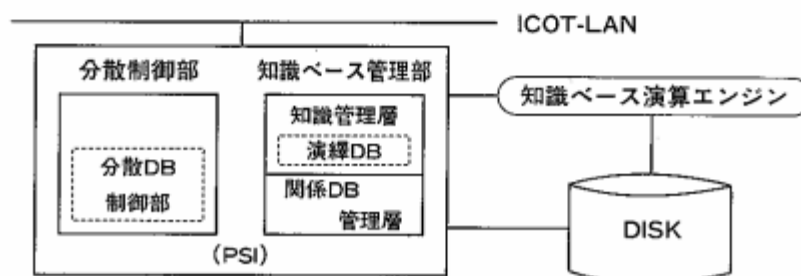 ICOT-LAN
分散制御部
知識ベース管理部
知識ベース演算エンジン
知識管理層
演繹DB
分散DB
制御部
関係DB
管理層
DISK
(PSI)